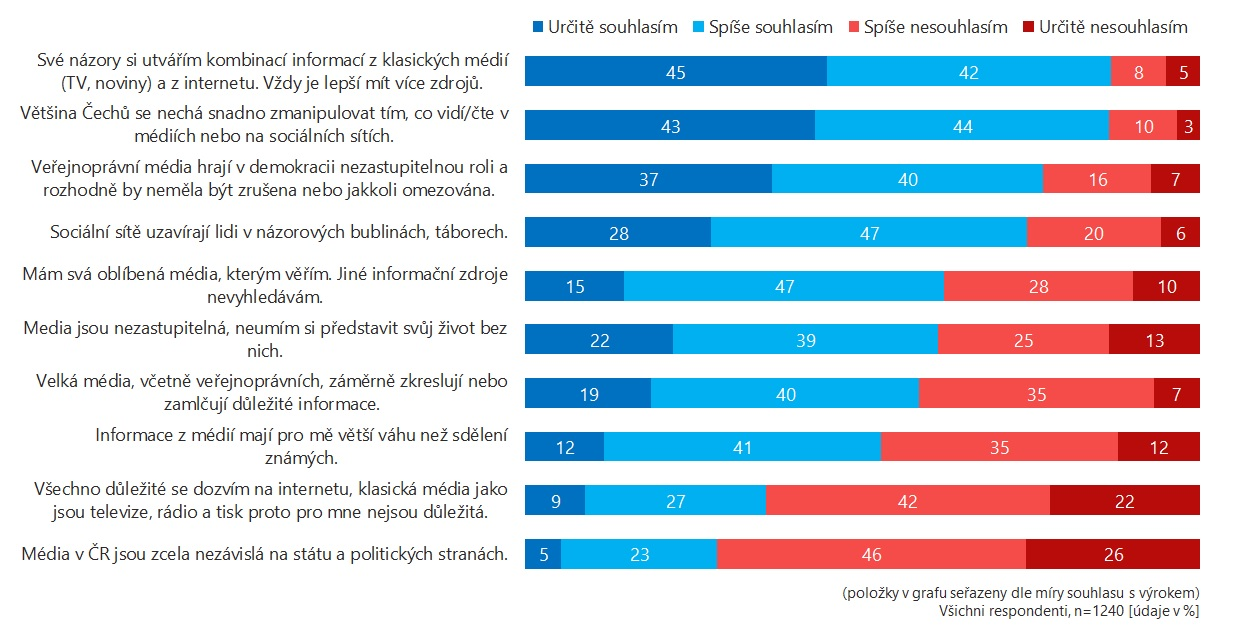 Určitě souhlasím Spíše souhlasím Spíše nesouhlasím Určitě nesouhlasím
Své názory si utvářím kombinací informací z klasických médií
(TV, noviny) a z internetu. Vždy je lepší mít více zdrojů.
45 42 8 5
Většina Čechů se nechá snadno zmanipulovat tím, co vidí/čte v
médiích nebo na sociálních sítích.
43 44 10 3
Veřejnoprávní média hrají v demokracii nezastupitelnou roli a
rozhodně by neměla být zrušena nebo jakkoli omezována.
37 40 16 7
Sociální sítě uzavírají lidi v názorových bublinách, táborech.
28 47 20 6
Mám svá oblíbená média, kterým věřím. Jiné informační zdroje
nevyhledávám.
15 47 28 10
Media jsou nezastupitelná, neumím si představit svůj život bez
nich.
22 39 25 13
Velká média, včetně veřejnoprávních, záměrně zkreslují nebo
zamlčují důležité informace.
19 40 35 7
Informace z médií mají pro mě větší váhu než sdělení
známých.
12 41 35 12
Všechno důležité se dozvím na internetu, klasická média jako
jsou televize, rádio a tisk proto pro mne nejsou důležitá.
9 27 42 22
Média v ČR jsou zcela nezávislá na státu a politických stranách.
5 23 46 26
(položky v grafu seřazeny dle míry souhlasu s výrokem)
Všichni respondenti, n=1240 [údaje v %]